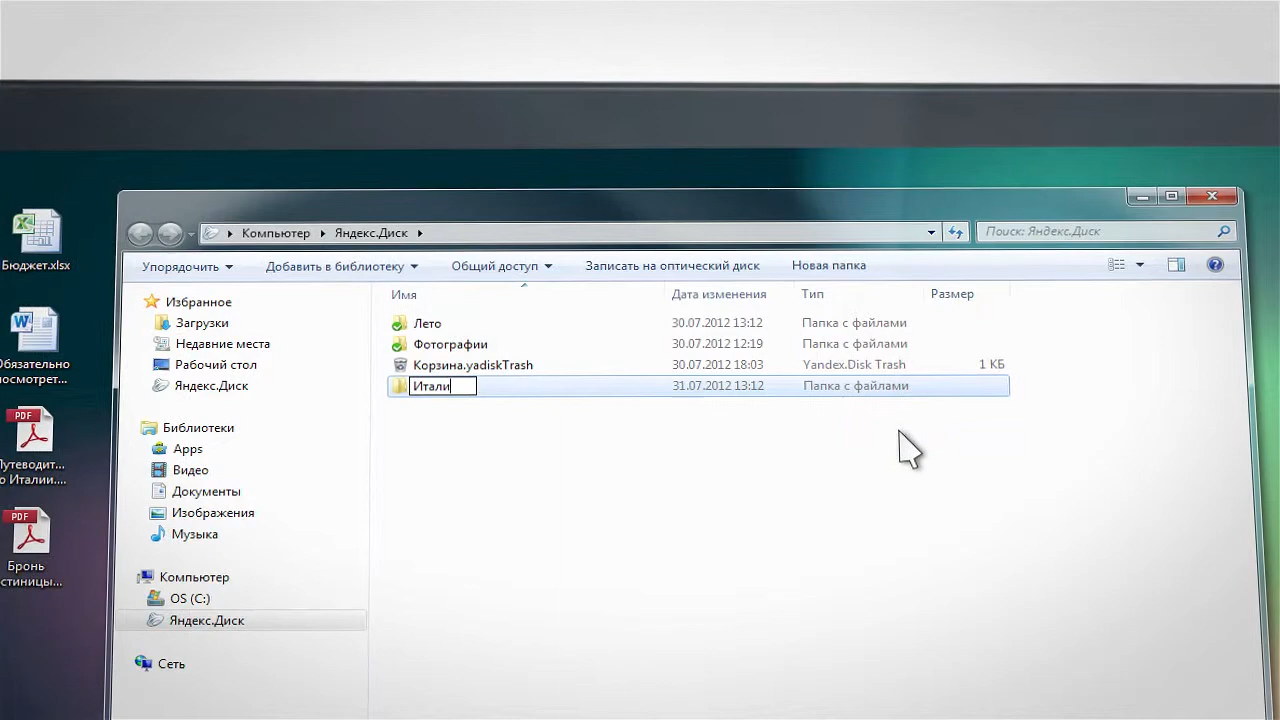 Компьютер
Яндекс.Диск
Поиск: Яндекс.Диск
Упорядочить
Добавить в библиотеку
Общий доступ
Записать на оптический диск
Новая папка
Имя
Дата изменения
Тип
Размер
Лето
30.07.2012 13:12
Папка с файлами
Фотографии
30.07.2012 12:19
Папка с файлами
Корзина.yadiskTrash
30.07.2012 18:03
Yandex.Disk Trash
1 КБ
Итали
31.07.2012 13:12
Папка с файлами
Избранное
Загрузки
Недавние места
Рабочий стол
Яндекс.Диск
Библиотеки
Apps
Видео
Документы
Изображения
Музыка
Компьютер
OS (C:)
Яндекс.Диск
Сеть
Бюджет.xlsx
Обязательно
посмотрет...
PDF
Путеводит...
о Италии....
PDF
Бронь
стиницы...